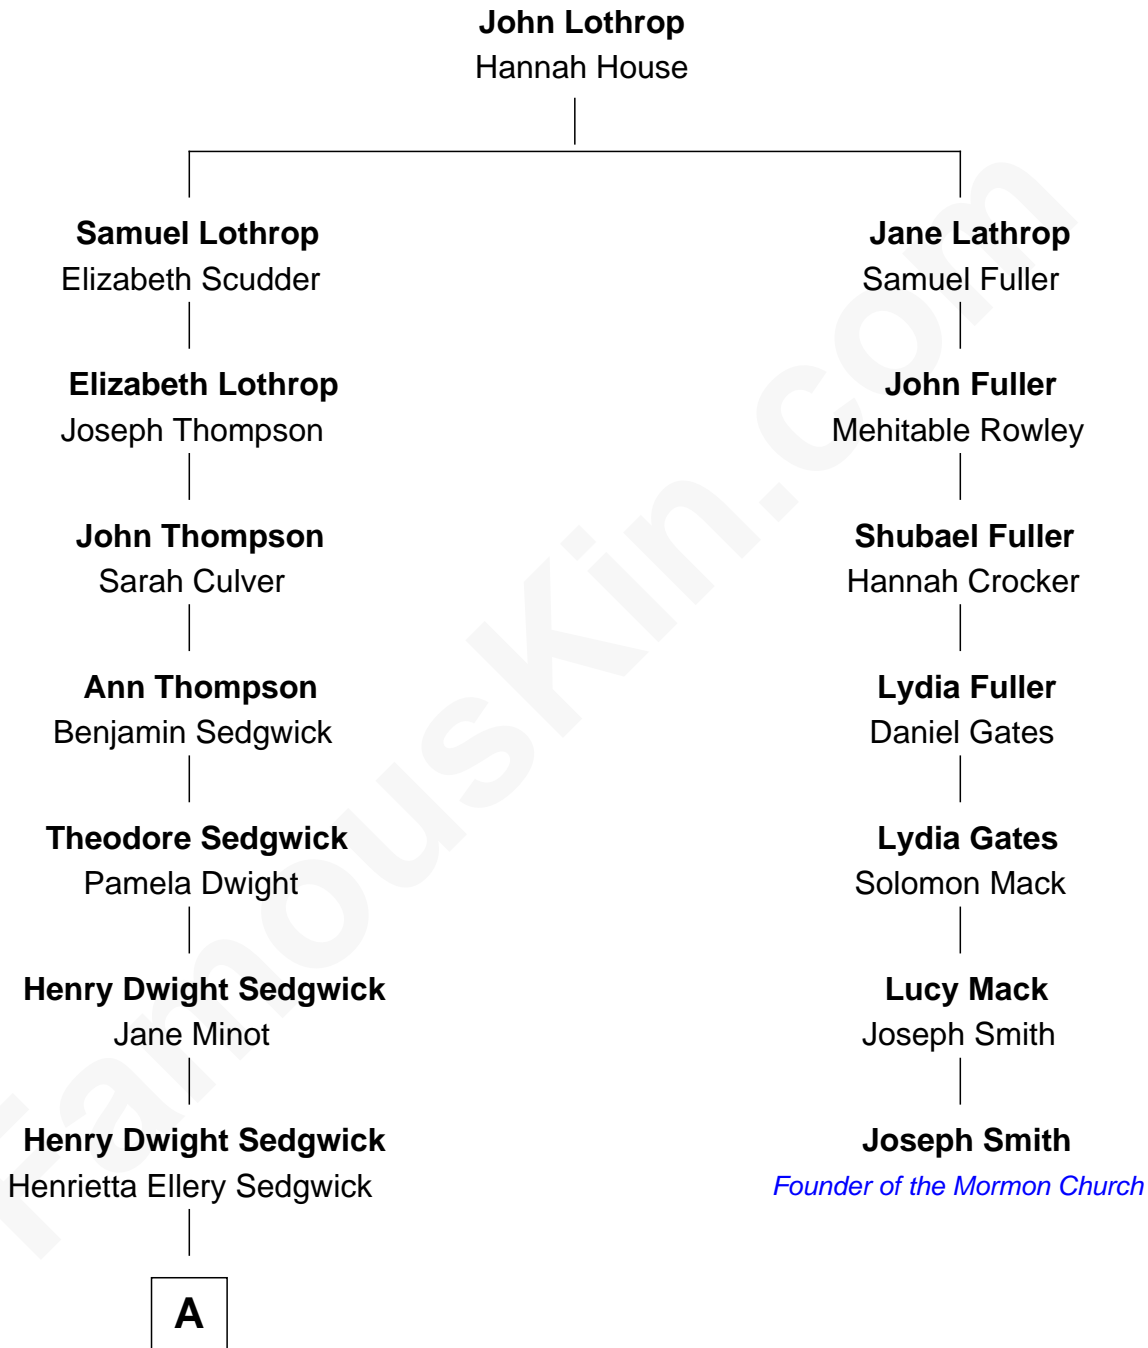 John Lothrop
Hannah House
Samuel Lothrop
Elizabeth Scudder
Jane Lathrop
Samuel Fuller
Elizabeth Lothrop
Joseph Thompson
John Fuller
Mehitable Rowley
John Thompson
Sarah Culver
Shubael Fuller
Hannah Crocker
Ann Thompson
Benjamin Sedgwick
Lydia Fuller
Daniel Gates
Theodore Sedgwick
Pamela Dwight
Lydia Gates
Solomon Mack
Henry Dwight Sedgwick
Jane Minot
Lucy Mack
Joseph Smith
Henry Dwight Sedgwick
Henrietta Ellery Sedgwick
Joseph Smith
Founder of the Mormon Church
A
FamousKin.com